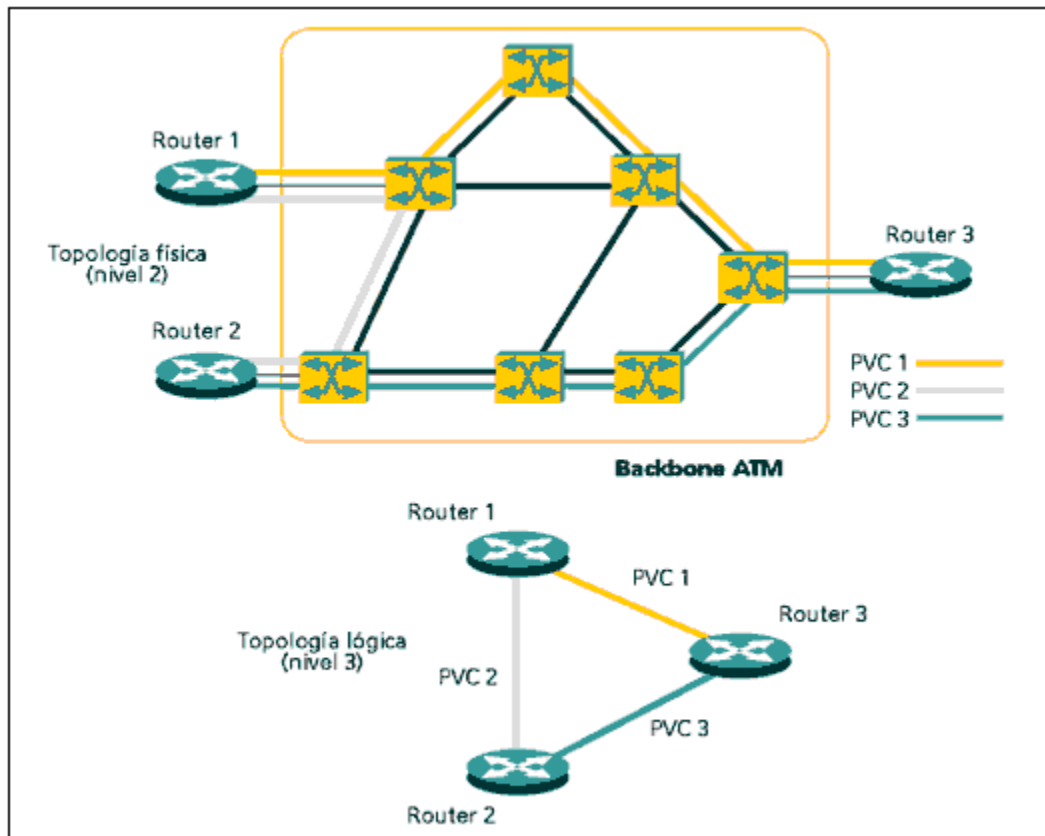 Router 1
Topología física
(nivel 2)
Router 2
Router 3
PVC 1
PVC 2
PVC 3
Backbone ATM
Router 1
PVC 1
Router 3
Topología lógica
(nivel 3)
PVC 2
PVC 3
Router 2